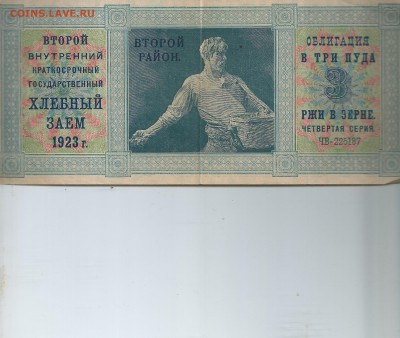 COINS.LAVE.RU
ВТОРОЙ
ВНУТРЕННИЙ
КРАТКОСРОЧНЫЙ
ГОСУДАРСТВЕННЫЙ
ХЛЕБНЫЙ
ЗАЕМ
1923 г.
ВТОРОЙ
РАЙОН.
ОБЛИГАЦИЯ
В ТРИ ПУДА
3
РЖИ В ЗЕРНЕ.
ЧЕТВЕРТАЯ СЕРИЯ.
ЧВ-225187